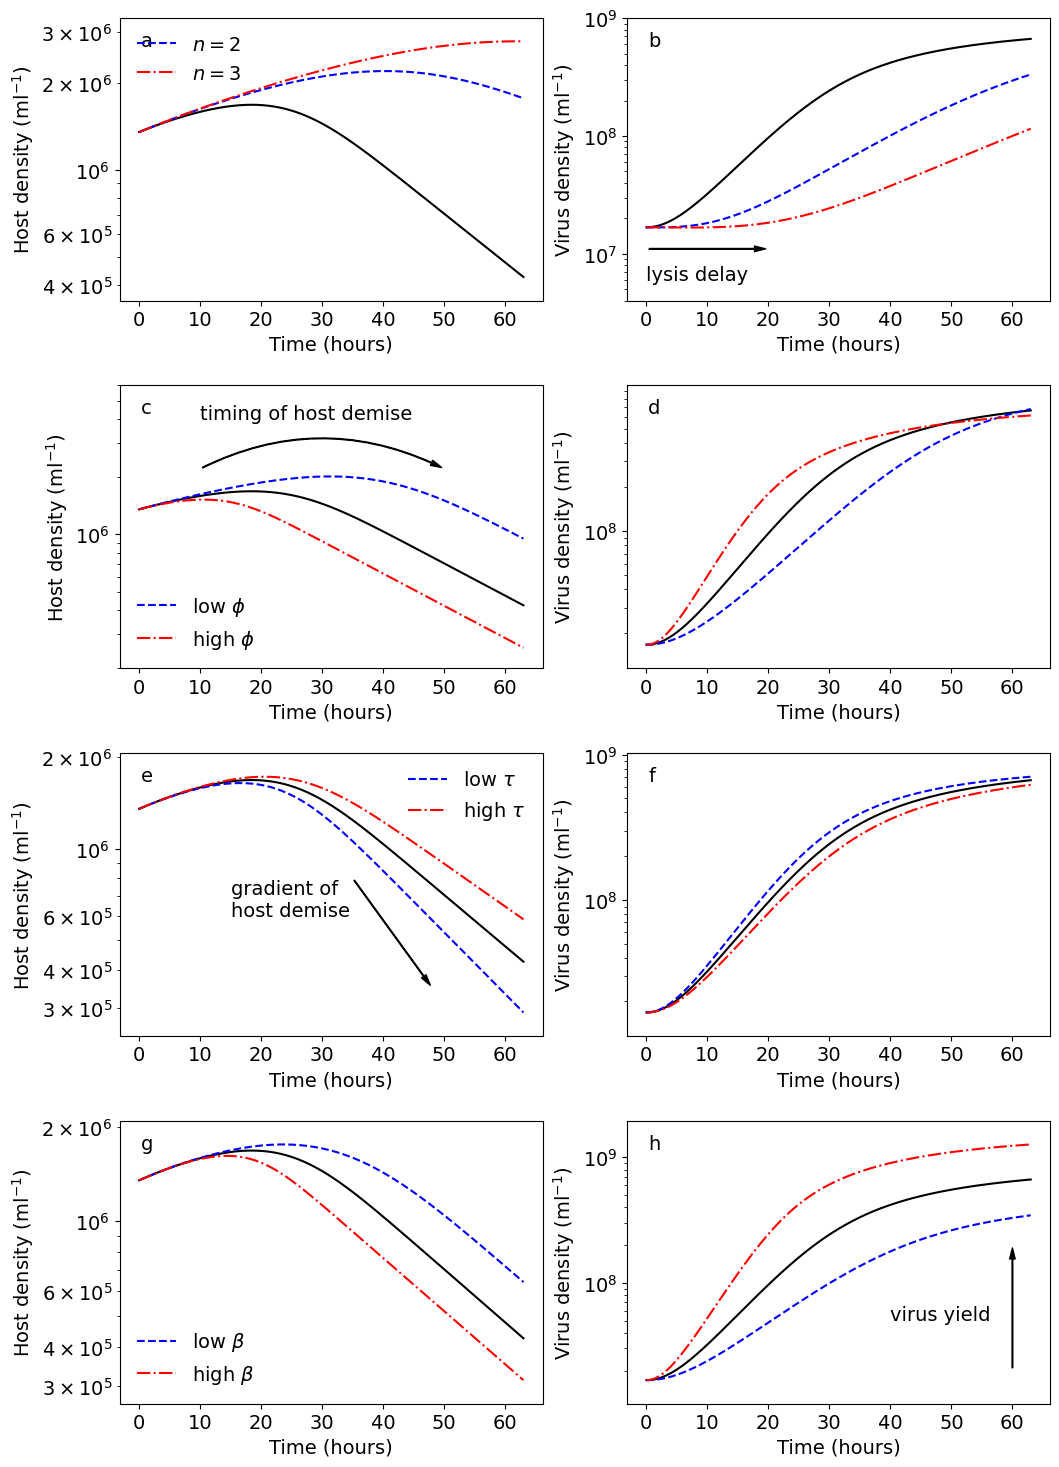 a
n = 2
n = 3
3 × 10⁶
2 × 10⁶
10⁶
6 × 10⁵
4 × 10⁵
Host density (ml⁻¹)
0 10 20 30 40 50 60
Time (hours)
b
10⁹
10⁸
10⁷
Virus density (ml⁻¹)
lysis delay
0 10 20 30 40 50 60
Time (hours)
c
timing of host demise
10⁶
Host density (ml⁻¹)
low ϕ
high ϕ
0 10 20 30 40 50 60
Time (hours)
d
10⁸
Virus density (ml⁻¹)
0 10 20 30 40 50 60
Time (hours)
e
low τ
high τ
2 × 10⁶
10⁶
6 × 10⁵
4 × 10⁵
3 × 10⁵
Host density (ml⁻¹)
gradient of
host demise
0 10 20 30 40 50 60
Time (hours)
f
10⁹
10⁸
Virus density (ml⁻¹)
0 10 20 30 40 50 60
Time (hours)
g
2 × 10⁶
10⁶
6 × 10⁵
4 × 10⁵
3 × 10⁵
Host density (ml⁻¹)
low β
high β
0 10 20 30 40 50 60
Time (hours)
h
10⁹
10⁸
Virus density (ml⁻¹)
virus yield
0 10 20 30 40 50 60
Time (hours)